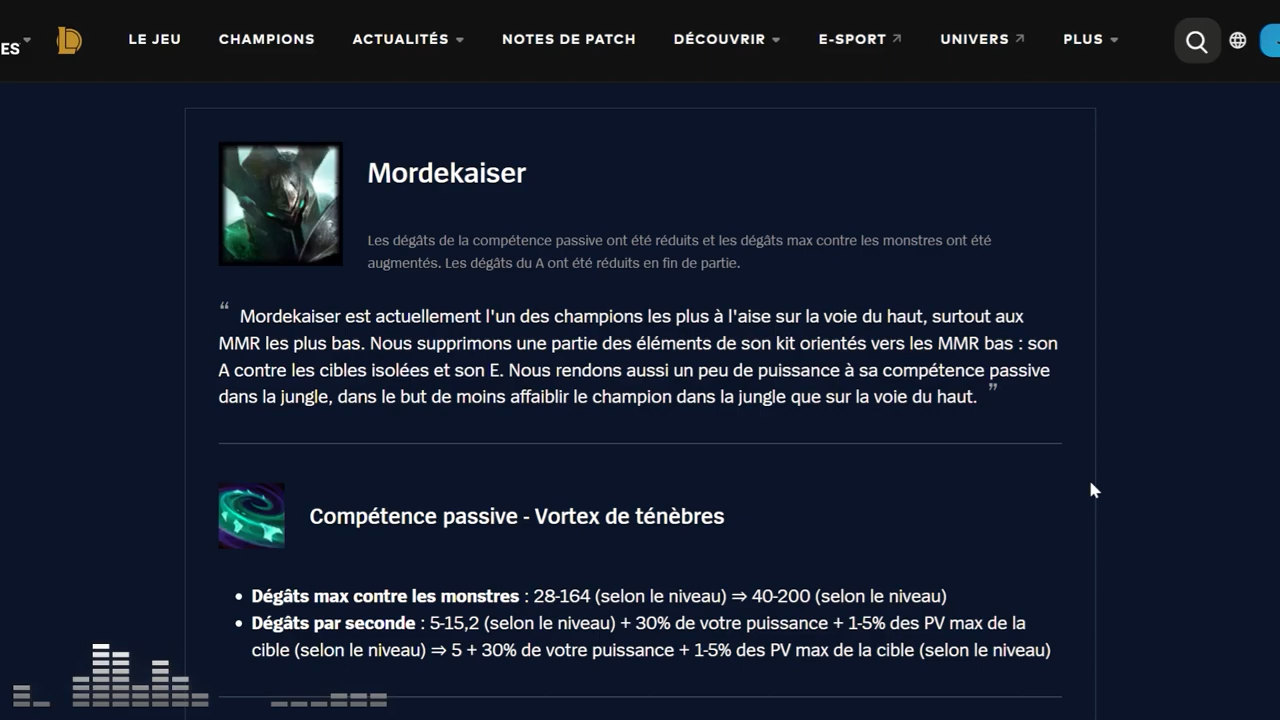 ES
LE JEU CHAMPIONS ACTUALITÉS NOTES DE PATCH DÉCOUVRIR E-SPORT UNIVERS PLUS
Mordekaiser
Les dégâts de la compétence passive ont été réduits et les dégâts max contre les monstres ont été
augmentés. Les dégâts du A ont été réduits en fin de partie.
“ Mordekaiser est actuellement l'un des champions les plus à l'aise sur la voie du haut, surtout aux
MMR les plus bas. Nous supprimons une partie des éléments de son kit orientés vers les MMR bas : son
A contre les cibles isolées et son E. Nous rendons aussi un peu de puissance à sa compétence passive
dans la jungle, dans le but de moins affaiblir le champion dans la jungle que sur la voie du haut. ”
Compétence passive - Vortex de ténèbres
• Dégâts max contre les monstres : 28-164 (selon le niveau) ⇒ 40-200 (selon le niveau)
• Dégâts par seconde : 5-15,2 (selon le niveau) + 30% de votre puissance + 1-5% des PV max de la
cible (selon le niveau) ⇒ 5 + 30% de votre puissance + 1-5% des PV max de la cible (selon le niveau)